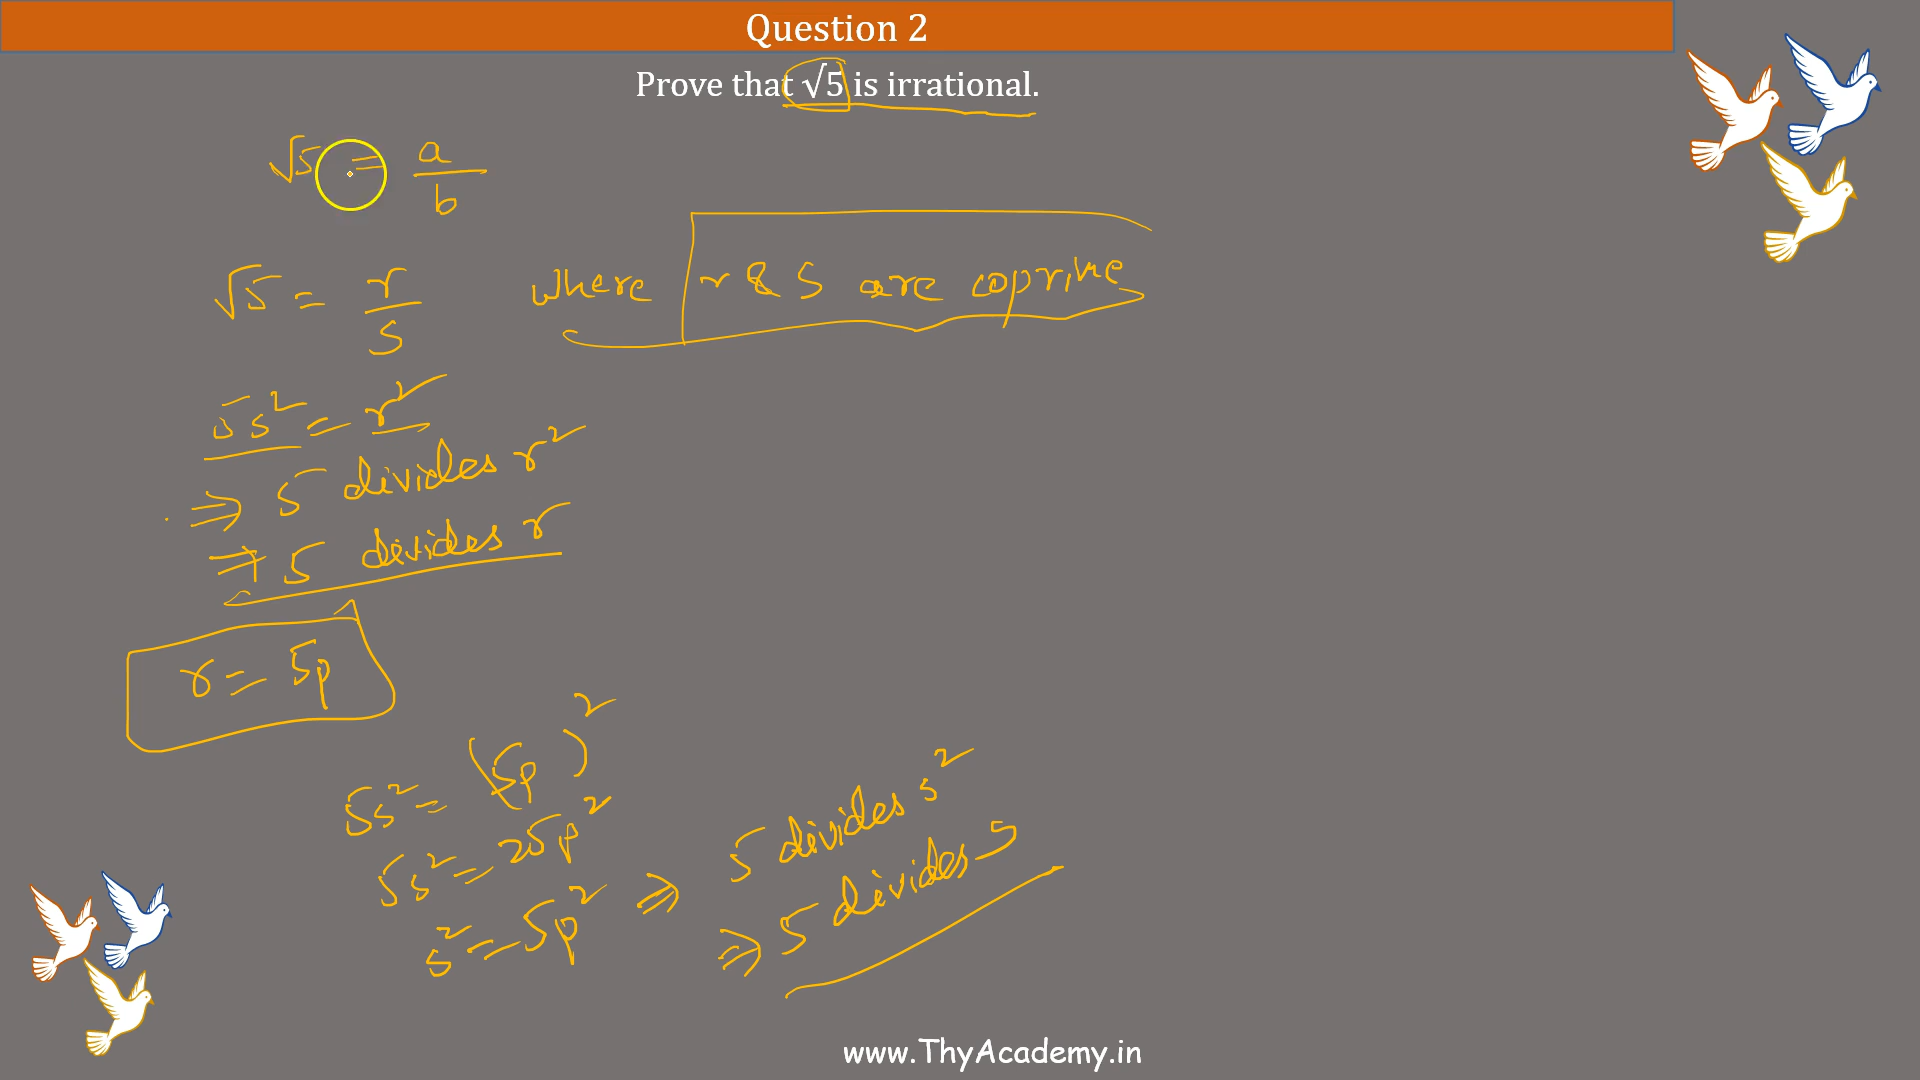 Question 2
Prove that √5 is irrational.
√5 = a/b
√5 = r/s where r & s are coprime
5s² = r²
⇒ 5 divides r²
⇒ 5 divides r
r = 5p
5s² = (5p)²
5s² = 25p²
s² = 5p² ⇒ 5 divides s²
⇒ 5 divides s
www.ThyAcademy.in